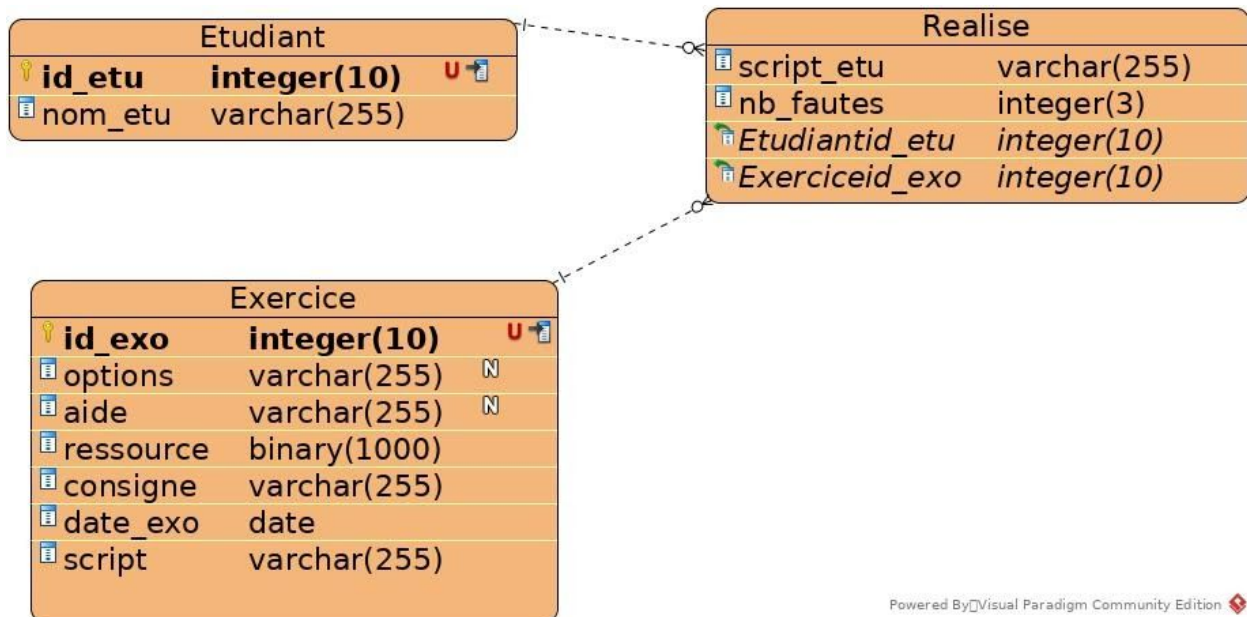 Etudiant
id_etu integer(10) U
nom_etu varchar(255)
Realise
script_etu varchar(255)
nb_fautes integer(3)
Etudiantid_etu integer(10)
Exerciceid_exo integer(10)
Exercice
id_exo integer(10) U
options varchar(255) N
aide varchar(255) N
ressource binary(1000)
consigne varchar(255)
date_exo date
script varchar(255)
Powered By▯Visual Paradigm Community Edition